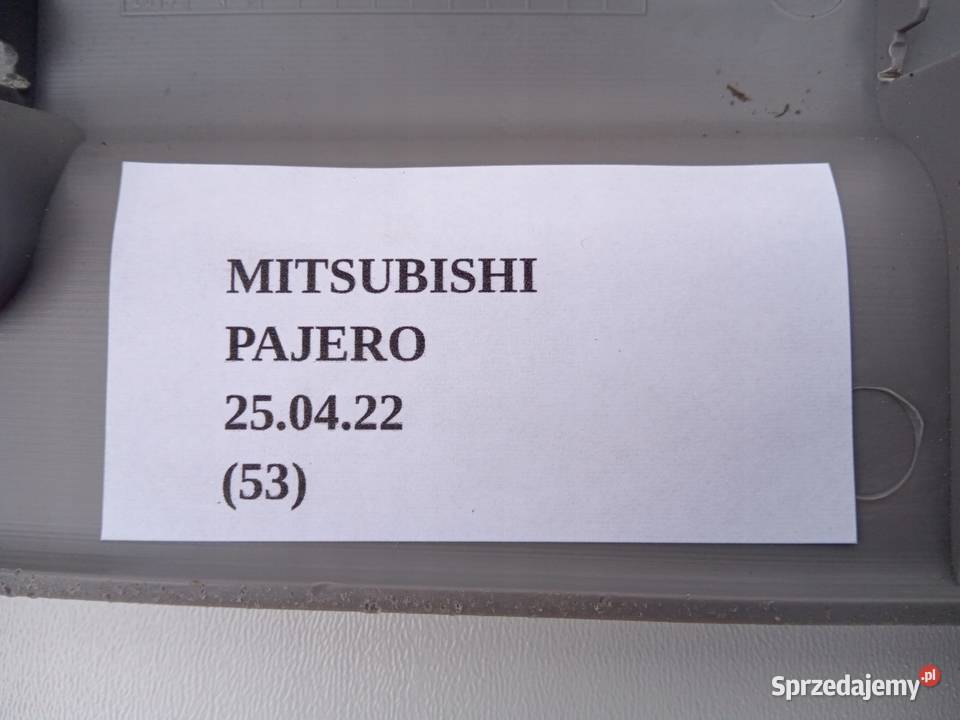 MITSUBISHI
PAJERO
25.04.22
(53)
Sprzedajemy.pl